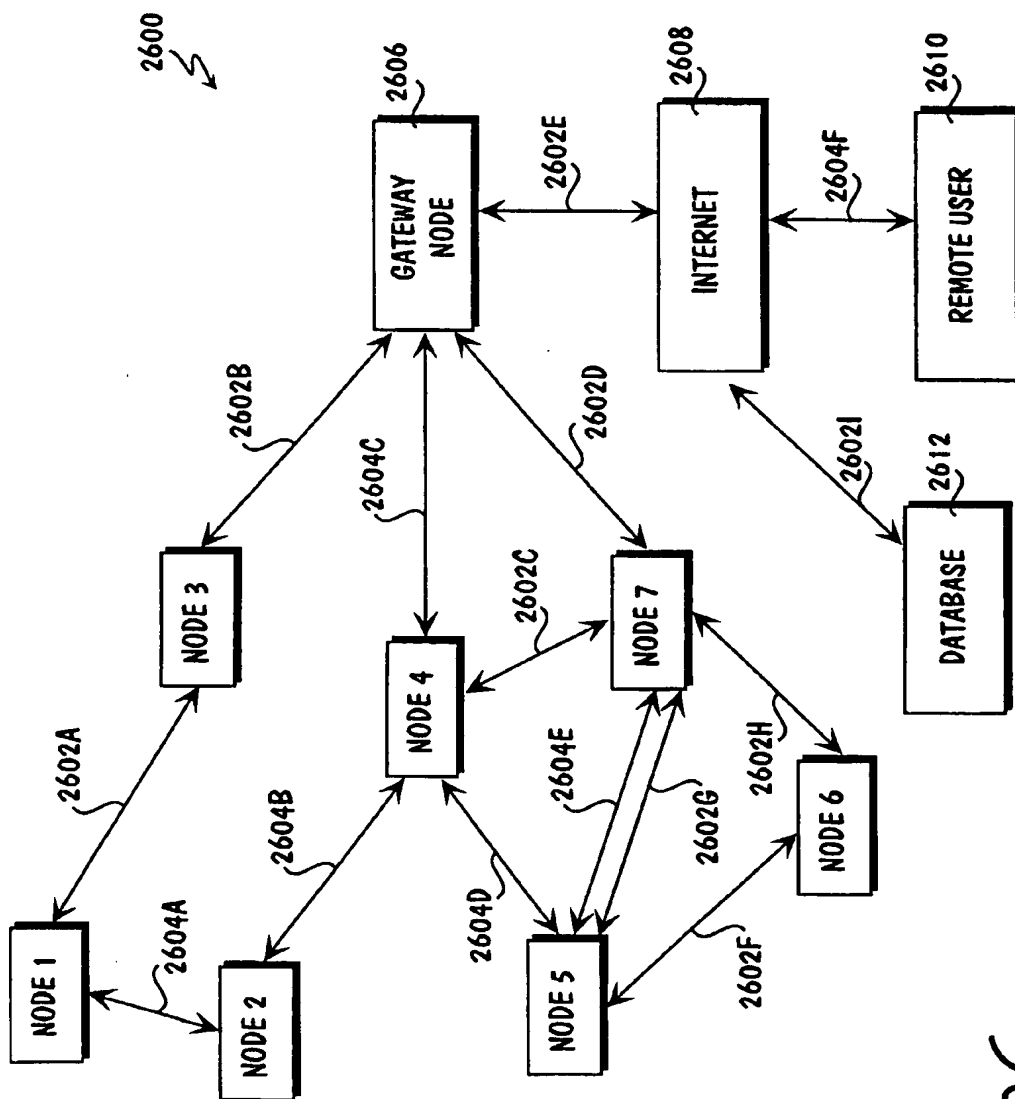 2600
NODE 1
2602A
NODE 3
2602B
GATEWAY
NODE
2606
2604A
NODE 2
2604B
NODE 4
2604C
2602E
2604D
2602C
2602D
INTERNET
2608
NODE 5
2604E
2602G
NODE 7
2604F
2602F
NODE 6
2602H
2602I
DATABASE
2612
REMOTE USER
2610